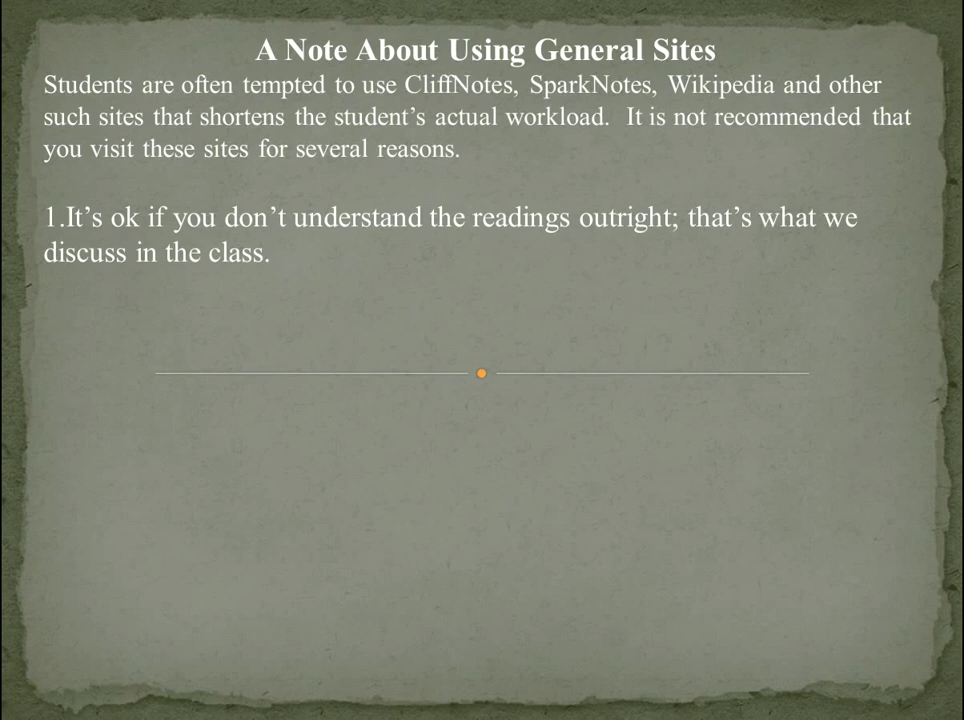 A Note About Using General Sites
Students are often tempted to use CliffNotes, SparkNotes, Wikipedia and other
such sites that shortens the student’s actual workload.  It is not recommended that
you visit these sites for several reasons.
1.It’s ok if you don’t understand the readings outright; that’s what we
discuss in the class.